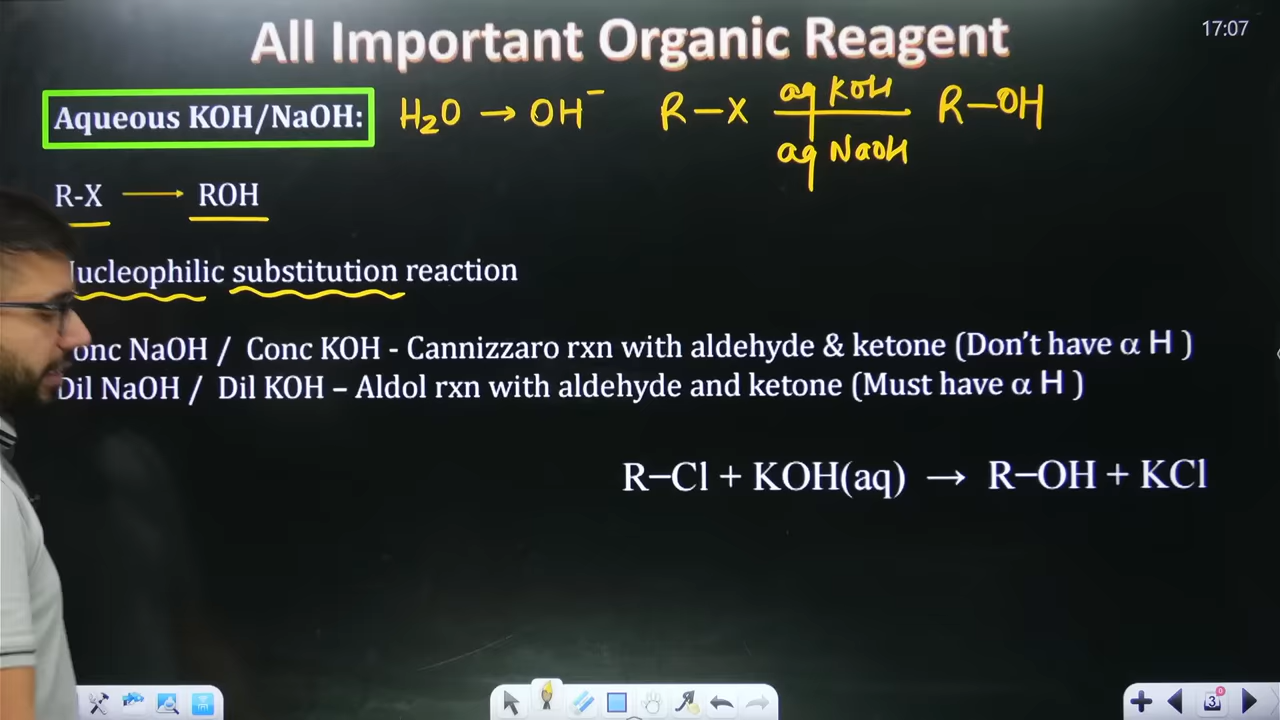 All Important Organic Reagent
17:07
Aqueous KOH/NaOH:
H₂O → OH⁻
R–X aq KOH / aq NaOH R–OH
R-X → ROH
substitution reaction
NaOH / Conc KOH - Cannizzaro rxn with aldehyde & ketone (Don't have α H )
Dil NaOH / Dil KOH – Aldol rxn with aldehyde and ketone (Must have α H )
R–Cl + KOH(aq) → R–OH + KCl
3
0